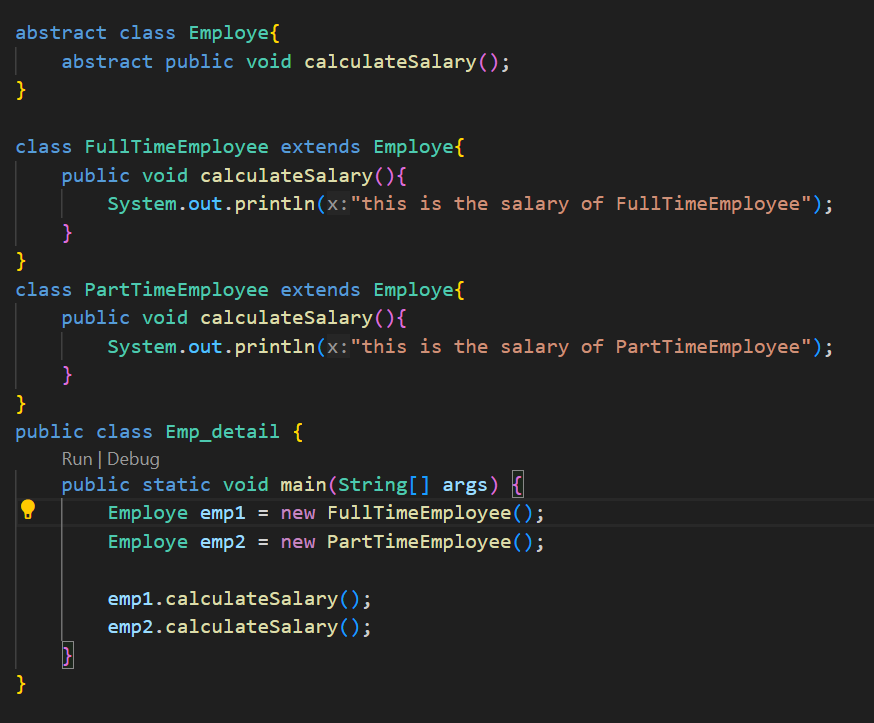 abstract class Employe{
    abstract public void calculateSalary();
}

class FullTimeEmployee extends Employe{
    public void calculateSalary(){
        System.out.println(x:"this is the salary of FullTimeEmployee");
    }
}
class PartTimeEmployee extends Employe{
    public void calculateSalary(){
        System.out.println(x:"this is the salary of PartTimeEmployee");
    }
}
public class Emp_detail {
    Run | Debug
    public static void main(String[] args) {
        Employe emp1 = new FullTimeEmployee();
        Employe emp2 = new PartTimeEmployee();

        emp1.calculateSalary();
        emp2.calculateSalary();
    }
}